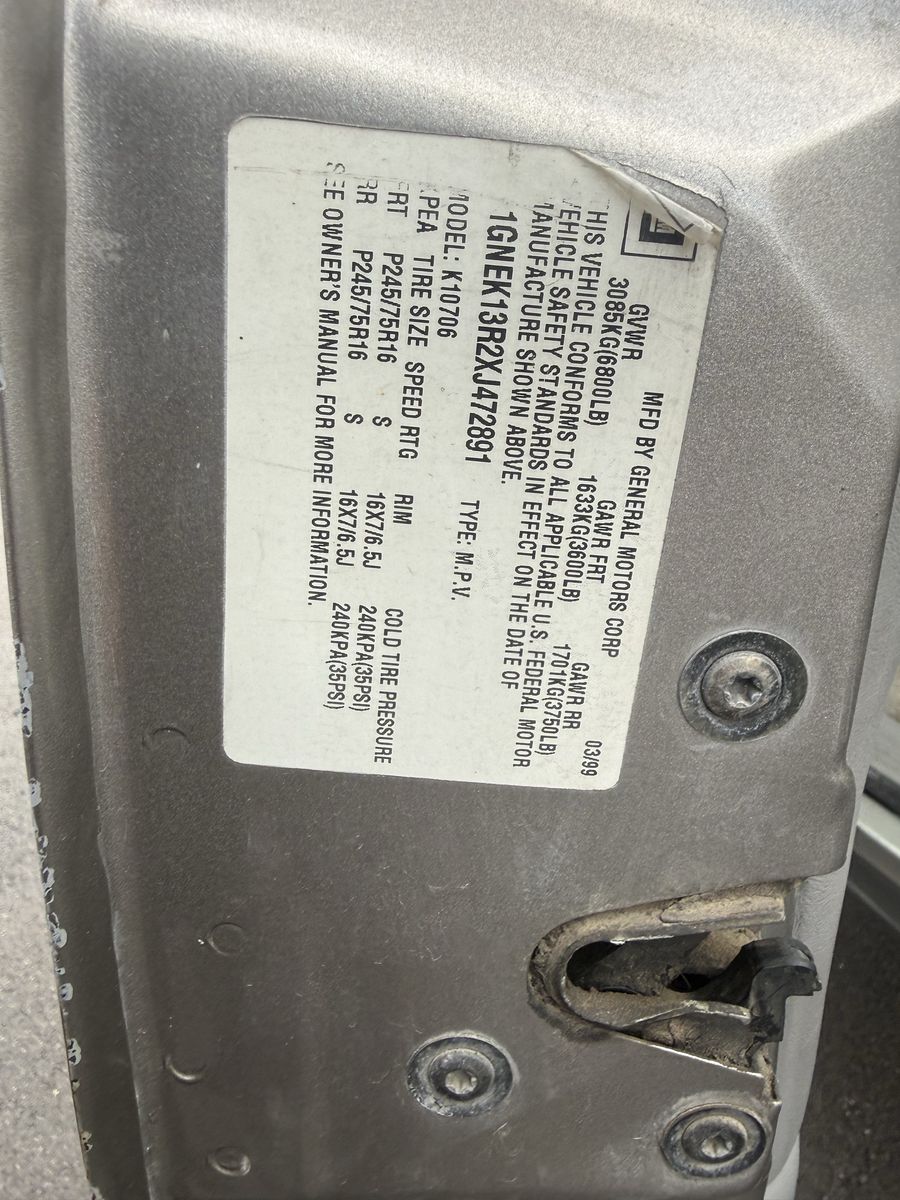 MFD BY GENERAL MOTORS CORP 03/99
GVWR GAWR FRT GAWR RR
3085KG(6800LB) 1633KG(3600LB) 1701KG(3750LB)
HIS VEHICLE CONFORMS TO ALL APPLICABLE U.S. FEDERAL MOTOR
EHICLE SAFETY STANDARDS IN EFFECT ON THE DATE OF
ANUFACTURE SHOWN ABOVE.
1GNEK13R2XJ472891 TYPE: M.P.V.
ODEL: K10706
PEA TIRE SIZE SPEED RTG RIM COLD TIRE PRESSURE
FRT P245/75R16 S 16X7/6.5J 240KPA(35PSI)
RR P245/75R16 S 16X7/6.5J 240KPA(35PSI)
SEE OWNER'S MANUAL FOR MORE INFORMATION.